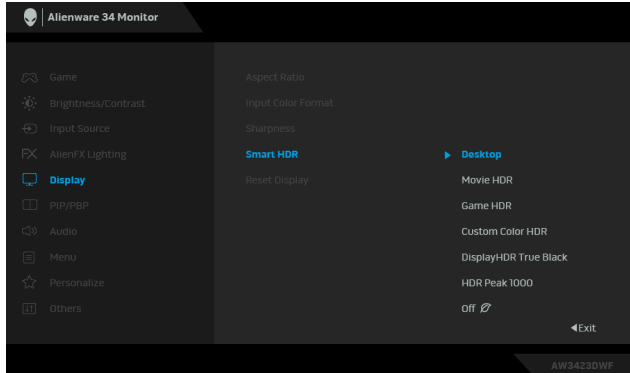 Alienware 34 Monitor
Game
Aspect Ratio
Brightness/Contrast
Input Color Format
Input Source
Sharpness
AlienFX Lighting
Smart HDR
Desktop
Display
Reset Display
Movie HDR
PIP/PBP
Game HDR
Audio
Custom Color HDR
Menu
DisplayHDR True Black
Personalize
HDR Peak 1000
Others
Off
Exit
AW3423DWF